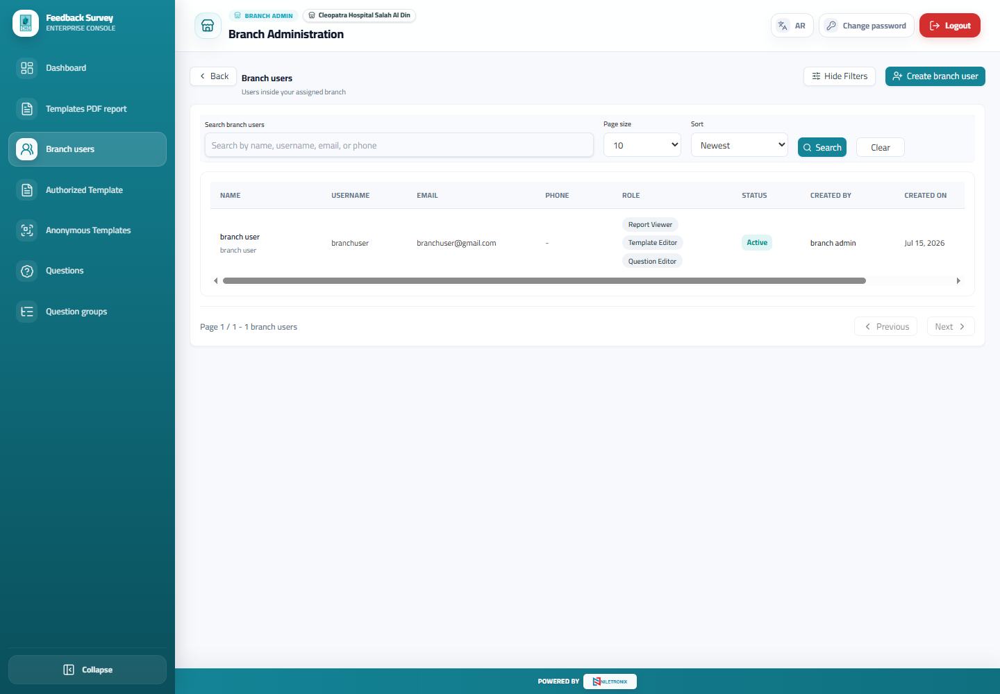 Feedback Survey
ENTERPRISE CONSOLE
Dashboard
Templates PDF report
Branch users
Authorized Template
Anonymous Templates
Questions
Question groups
Collapse
BRANCH ADMIN
Cleopatra Hospital Salah Al Din
Branch Administration
AR
Change password
Logout
Back
Branch users
Users inside your assigned branch
Hide Filters
Create branch user
Search branch users
Page size
Sort
Search by name, username, email, or phone
10
Newest
Search
Clear
NAME USERNAME EMAIL PHONE ROLE STATUS CREATED BY CREATED ON
branch user
branch user
branchuser
branchuser@gmail.com
-
Report Viewer
Template Editor
Question Editor
Active
branch admin
Jul 15, 2026
Page 1 / 1 - 1 branch users
Previous
Next
POWERED BY
NILETRONIX
CHG